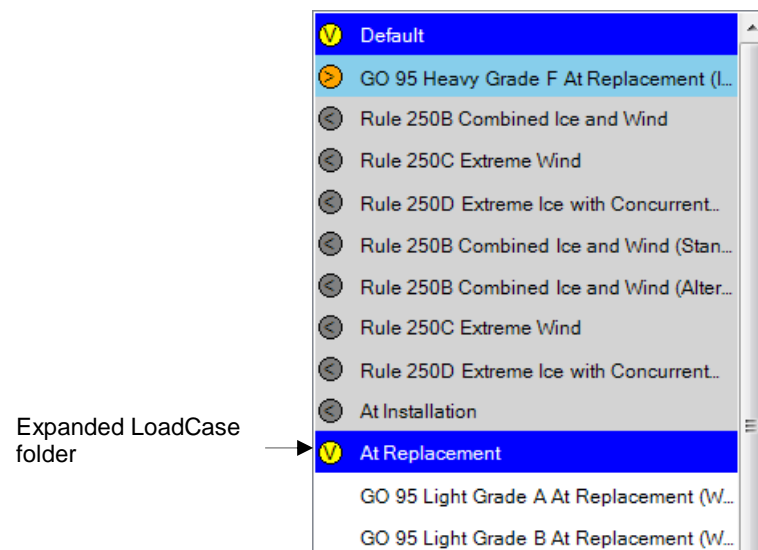 V Default
> GO 95 Heavy Grade F At Replacement (I...
< Rule 250B Combined Ice and Wind
< Rule 250C Extreme Wind
< Rule 250D Extreme Ice with Concurrent...
< Rule 250B Combined Ice and Wind (Stan...
< Rule 250B Combined Ice and Wind (Alter...
< Rule 250C Extreme Wind
< Rule 250D Extreme Ice with Concurrent...
< At Installation
Expanded LoadCase
folder
V At Replacement
GO 95 Light Grade A At Replacement (W...
GO 95 Light Grade B At Replacement (W...